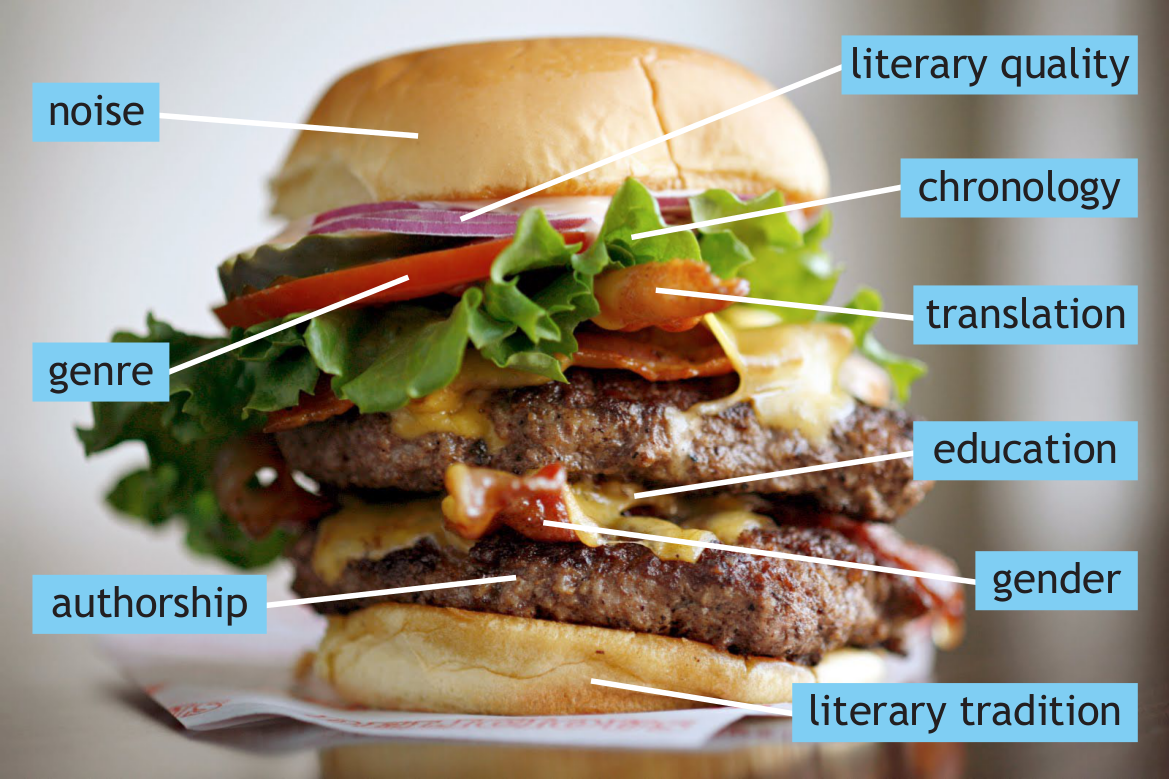 literary quality
noise
chronology
translation
genre
education
gender
authorship
literary tradition